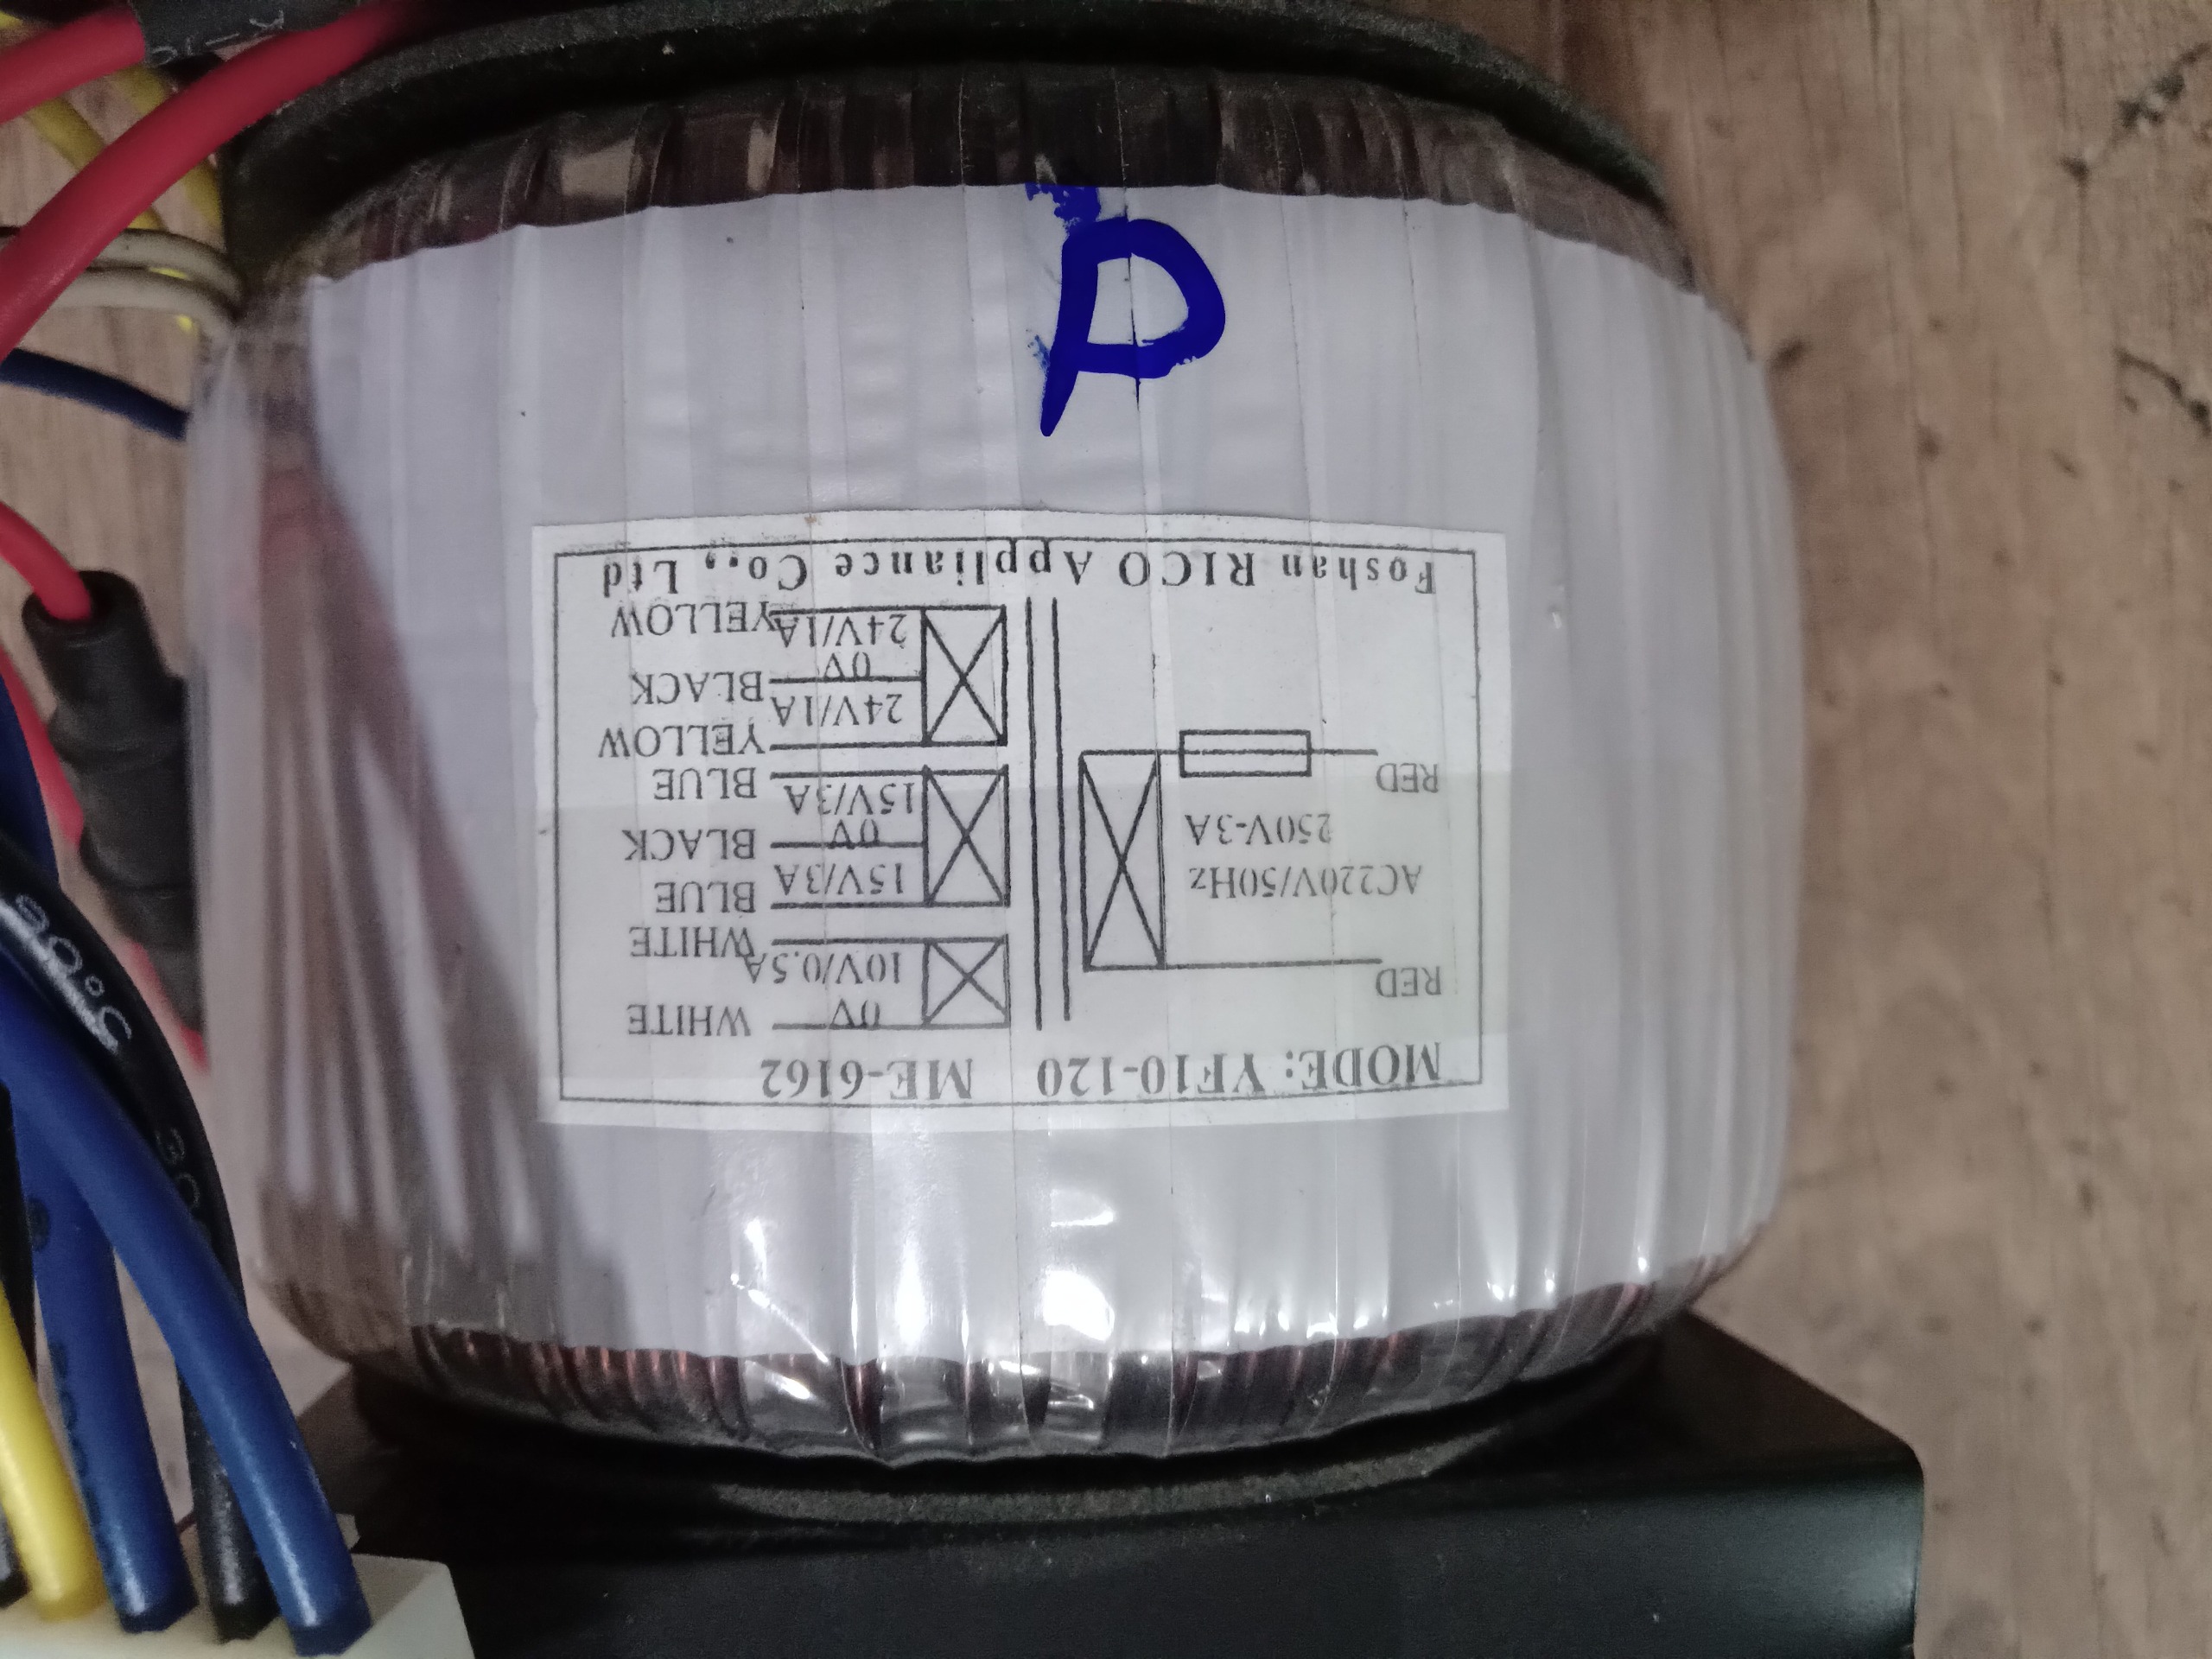 MODE: YF10-120 ME-6162
WHITE 0V
10V/0.5A
WHITE
RED
BLUE 15V/3A
AC220V/50Hz
BLACK 0V
250V-3A
15V/3A
BLUE
RED
YELLOW
24V/1A
BLACK 0V
24V/1A
YELLOW
Foshan RICO Appliance Co., Ltd